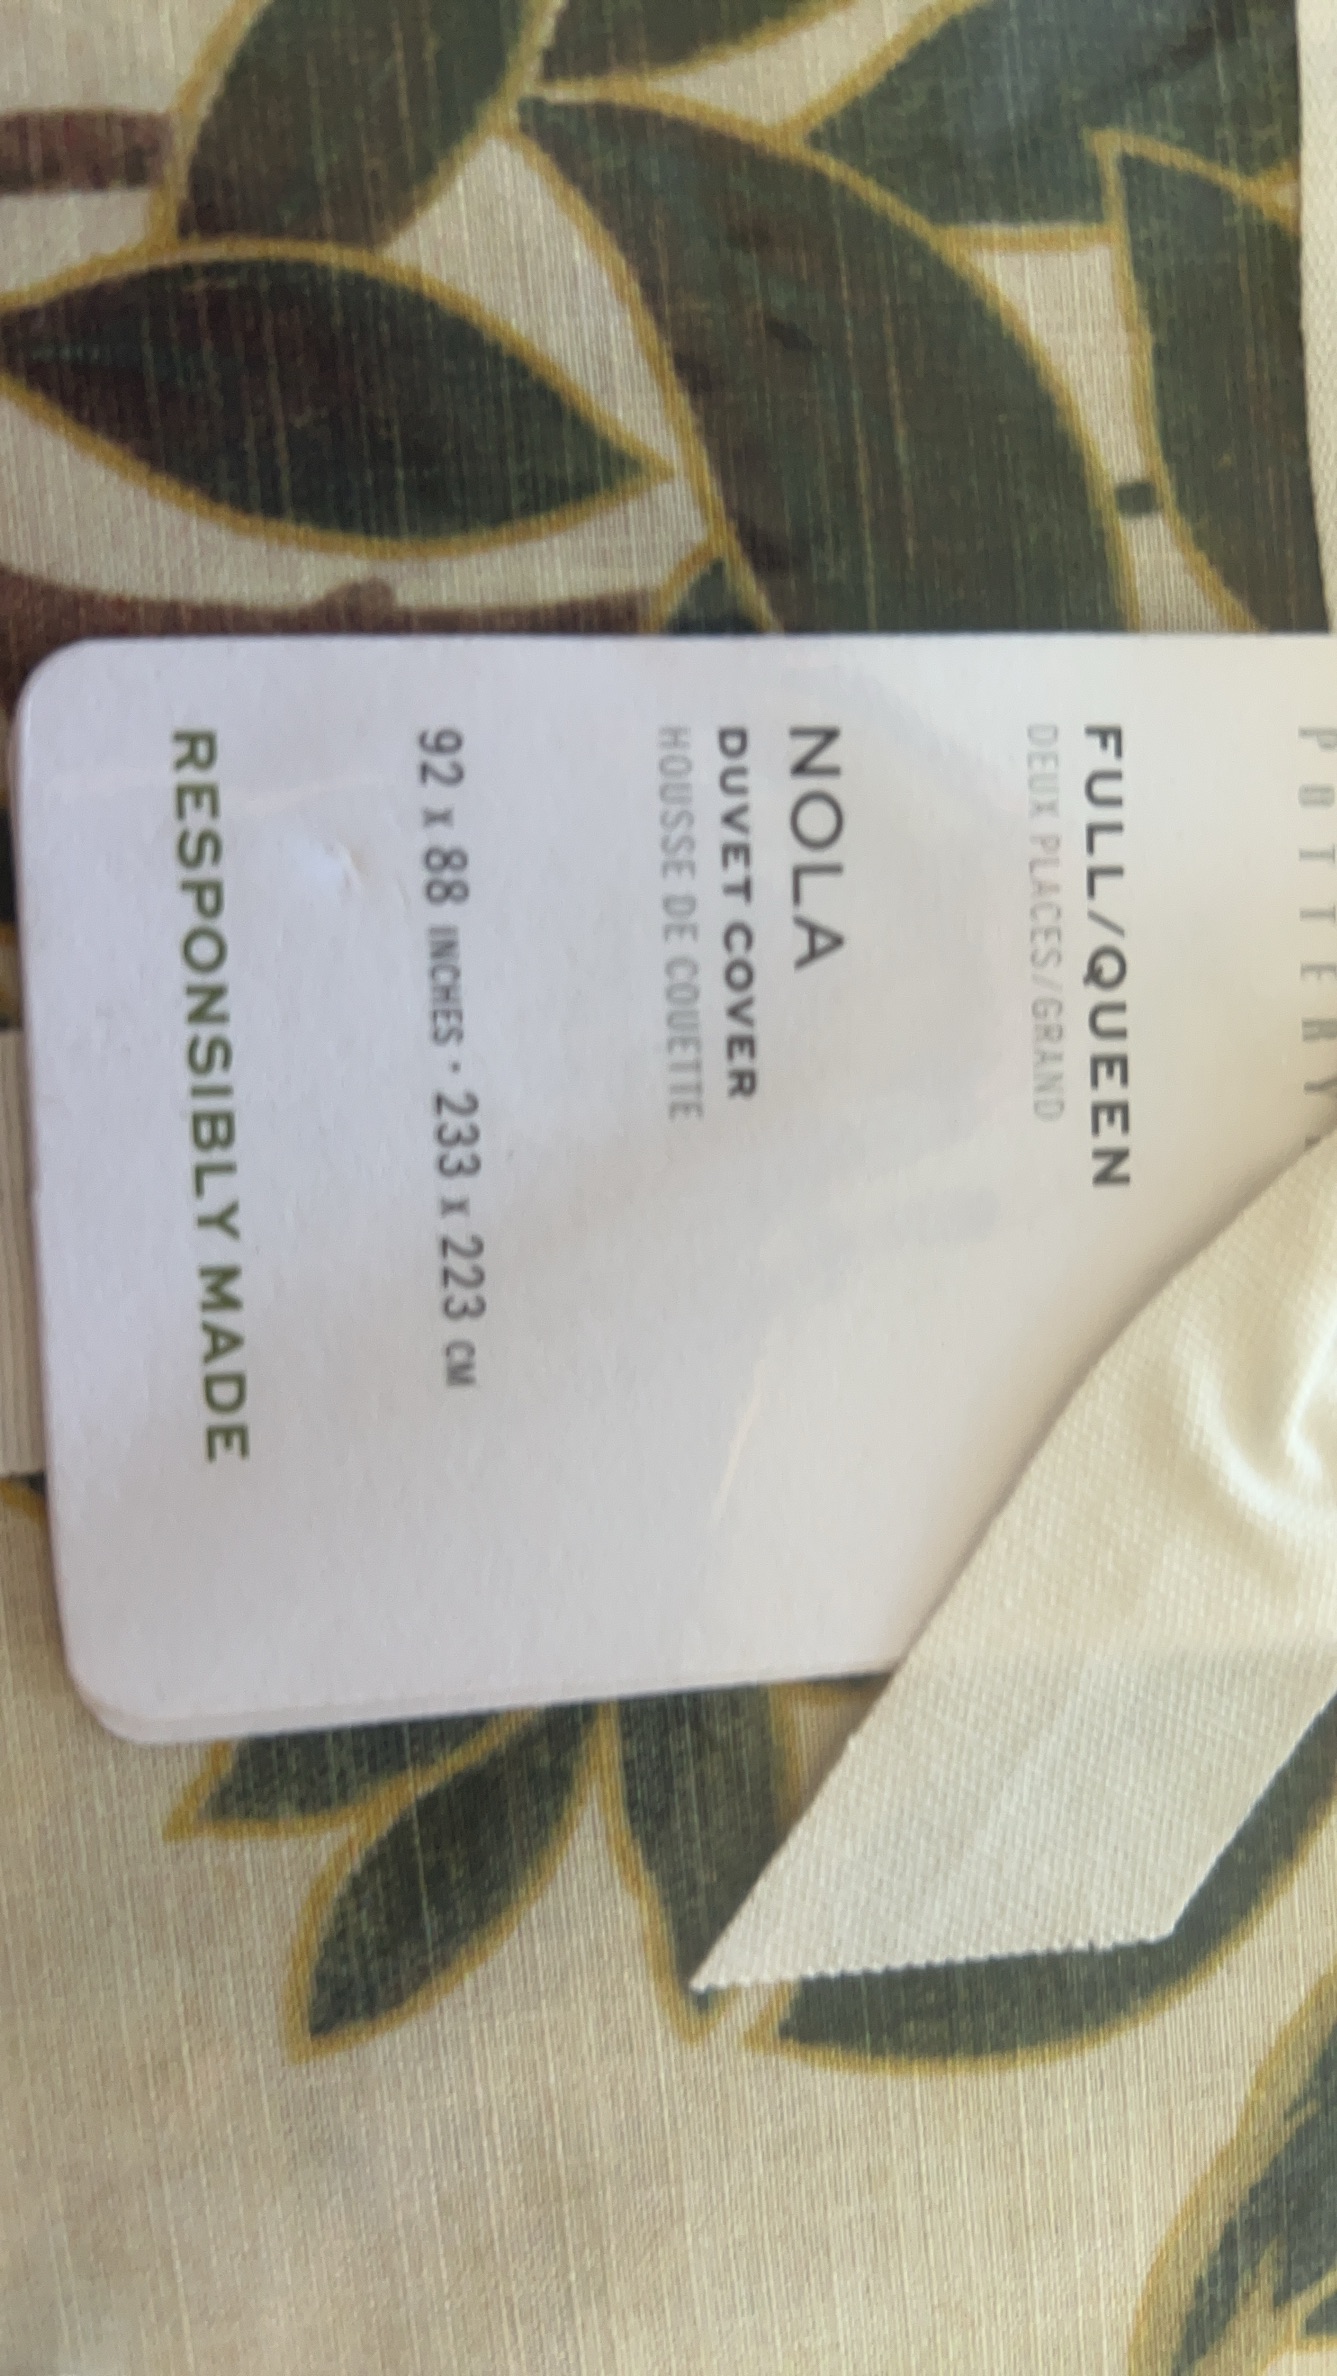 POTTERY
FULL/QUEEN
DEUX PLACES/GRAND
NOLA
DUVET COVER
HOUSSE DE COUETTE
92 x 88 INCHES · 233 x 223 CM
RESPONSIBLY MADE